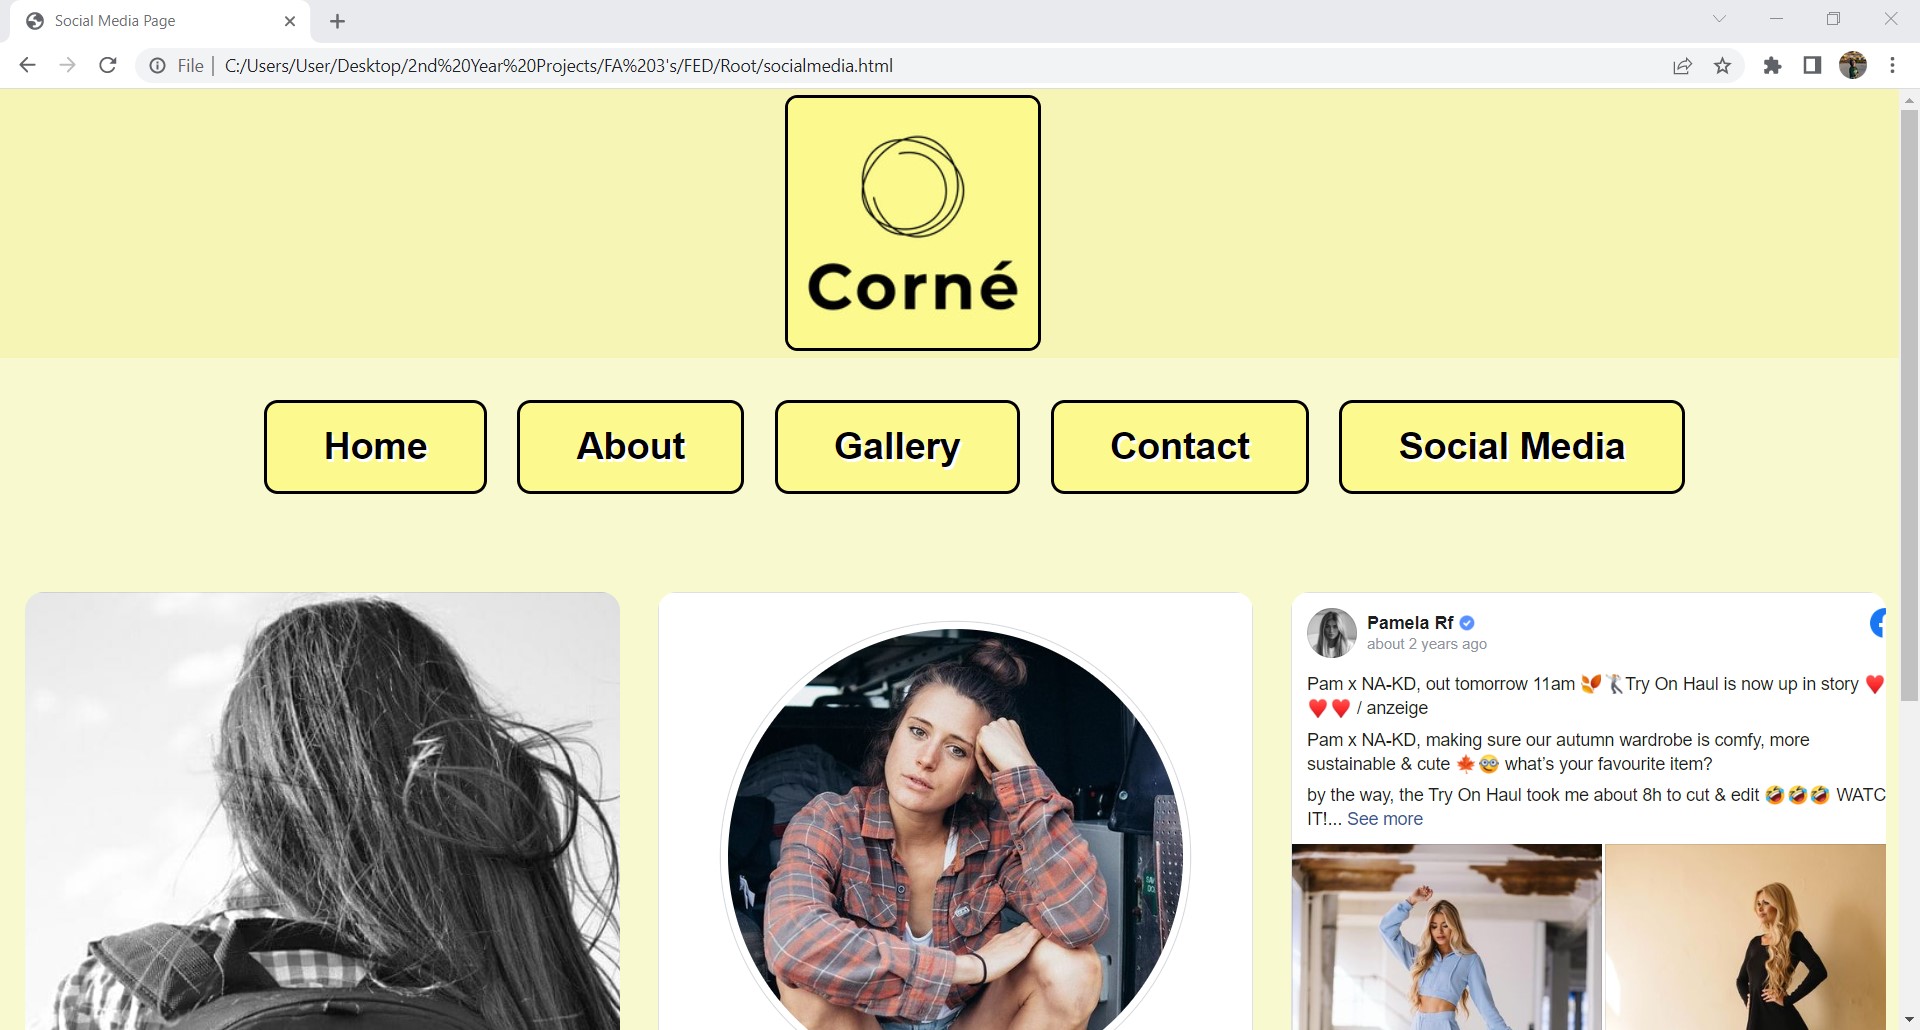 Social Media Page
File
C:/Users/User/Desktop/2nd%20Year%20Projects/FA%203's/FED/Root/socialmedia.html
Corné
Home
About
Gallery
Contact
Social Media
Pamela Rf
about 2 years ago
Pam x NA-KD, out tomorrow 11am 🍂 Try On Haul is now up in story ❤️
❤️❤️ / anzeige
Pam x NA-KD, making sure our autumn wardrobe is comfy, more
sustainable & cute 🍁🤓 what’s your favourite item?
by the way, the Try On Haul took me about 8h to cut & edit 🤣🤣🤣 WATC
IT!... See more